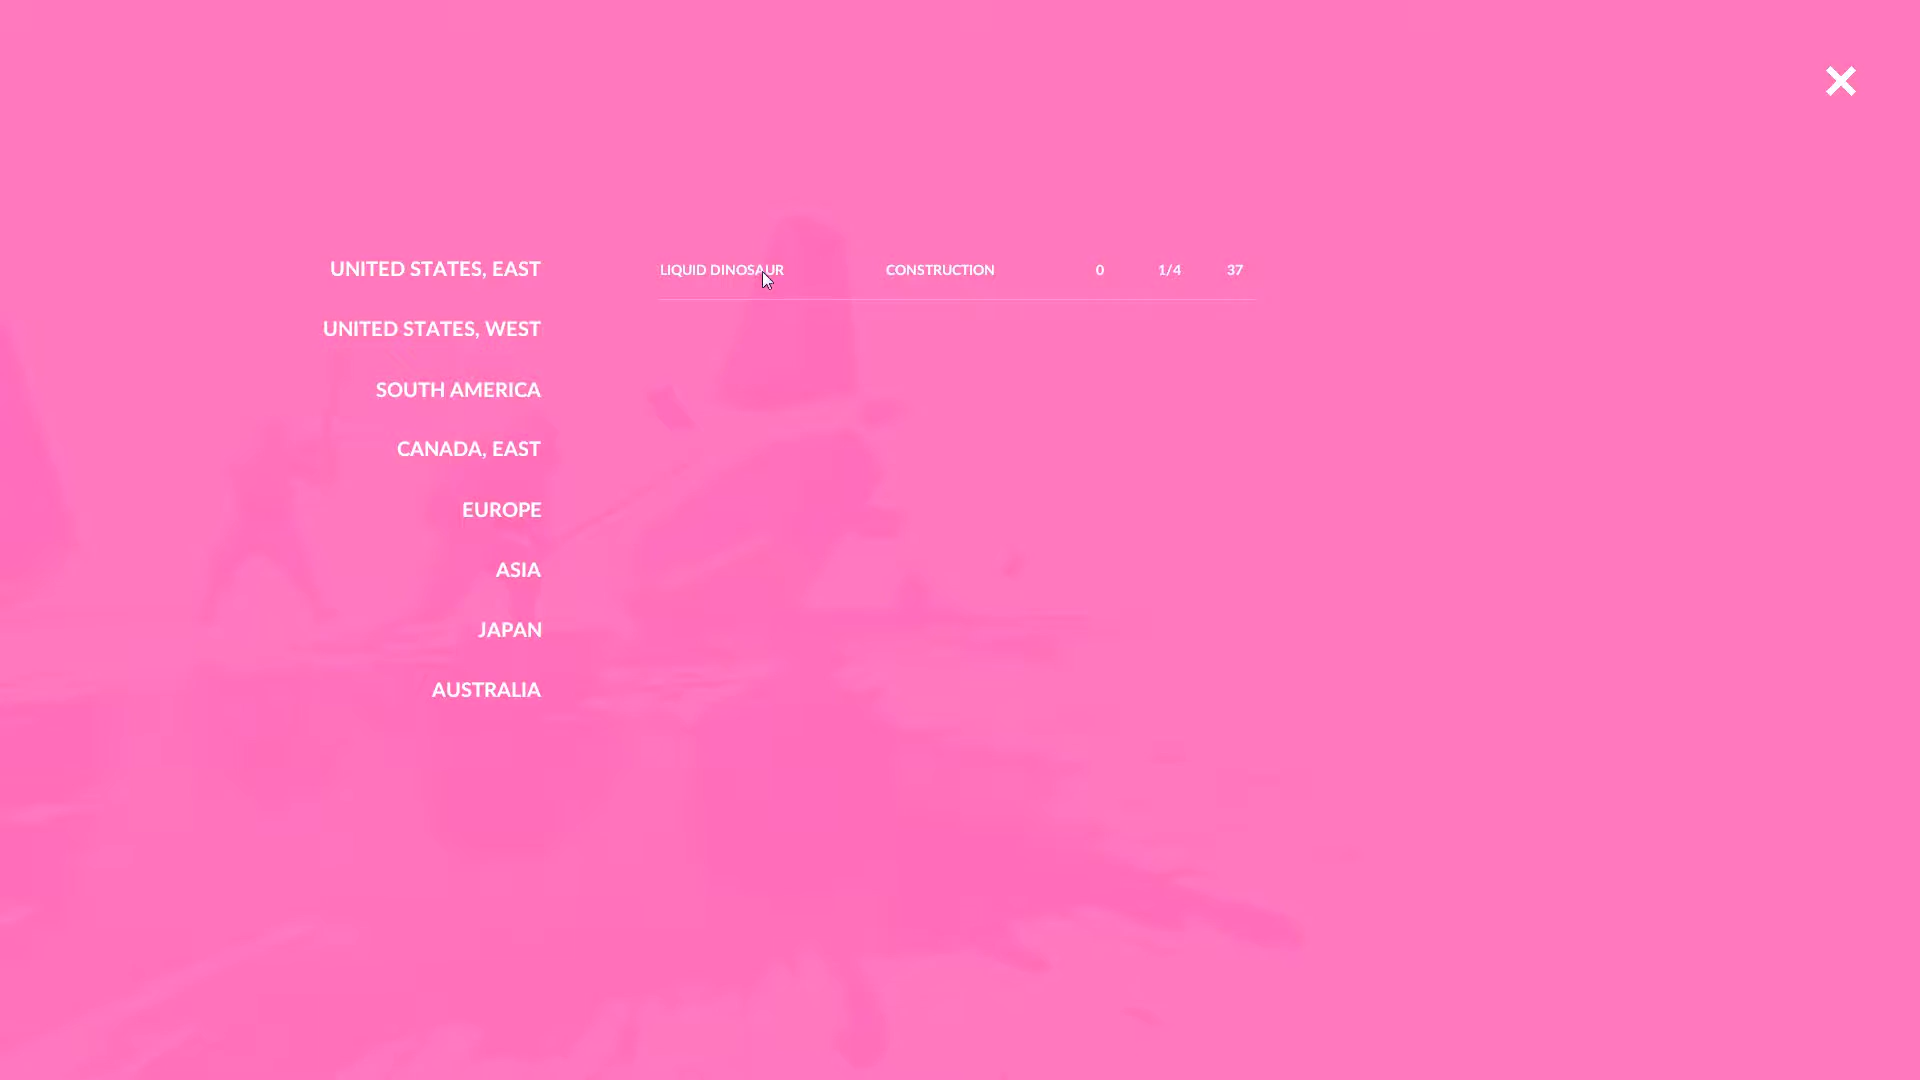 UNITED STATES, EAST
LIQUID DINOSAUR CONSTRUCTION 0 1/4 37
UNITED STATES, WEST
SOUTH AMERICA
CANADA, EAST
EUROPE
ASIA
JAPAN
AUSTRALIA